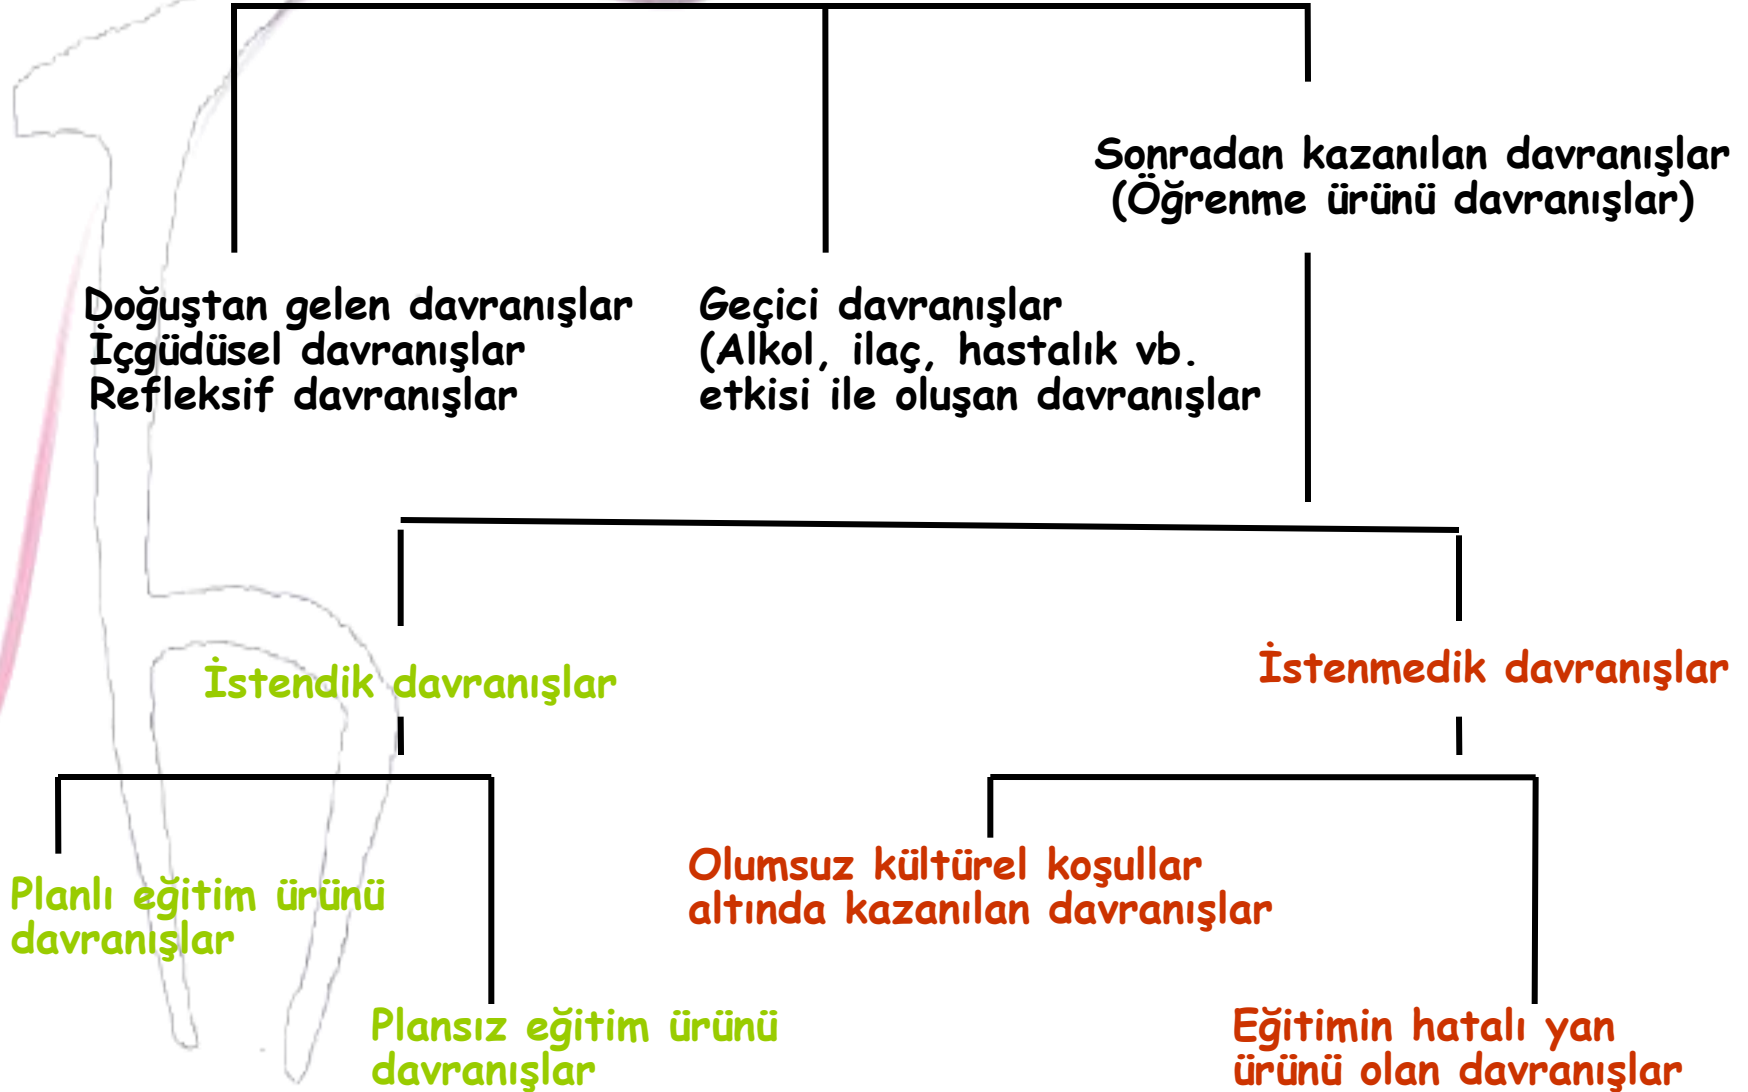 Sonradan kazanılan davranışlar
(Öğrenme ürünü davranışlar)
Doğuştan gelen davranışlar
İçgüdüsel davranışlar
Refleksif davranışlar
Geçici davranışlar
(Alkol, ilaç, hastalık vb.
etkisi ile oluşan davranışlar
İstendik davranışlar
İstenmedik davranışlar
Planlı eğitim ürünü
davranışlar
Plansız eğitim ürünü
davranışlar
Olumsuz kültürel koşullar
altında kazanılan davranışlar
Eğitimin hatalı yan
ürünü olan davranışlar